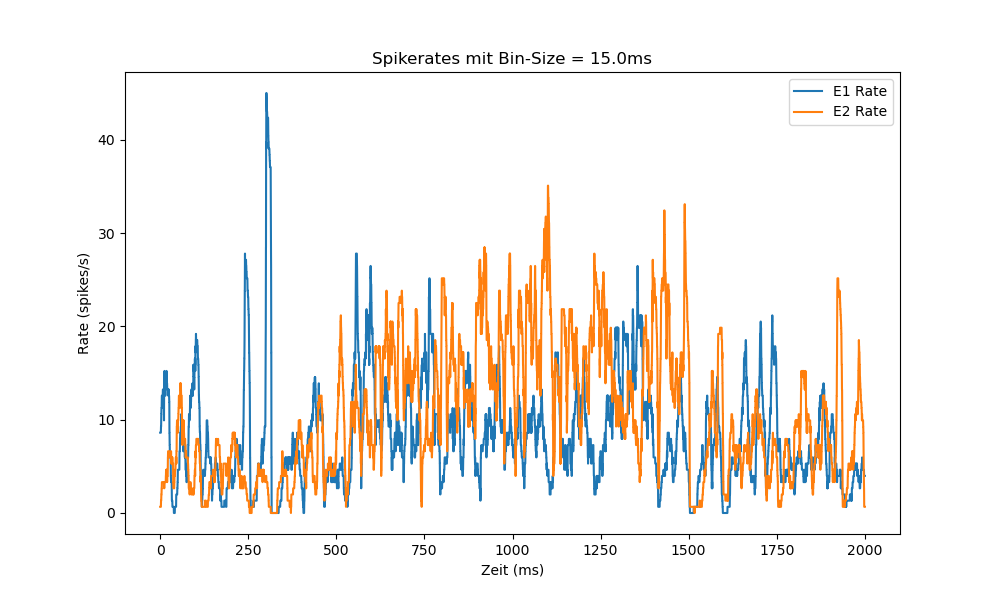 Spikerates mit Bin-Size = 15.0ms
E1 Rate
E2 Rate
40
30
20
10
0
Rate (spikes/s)
0 250 500 750 1000 1250 1500 1750 2000
Zeit (ms)